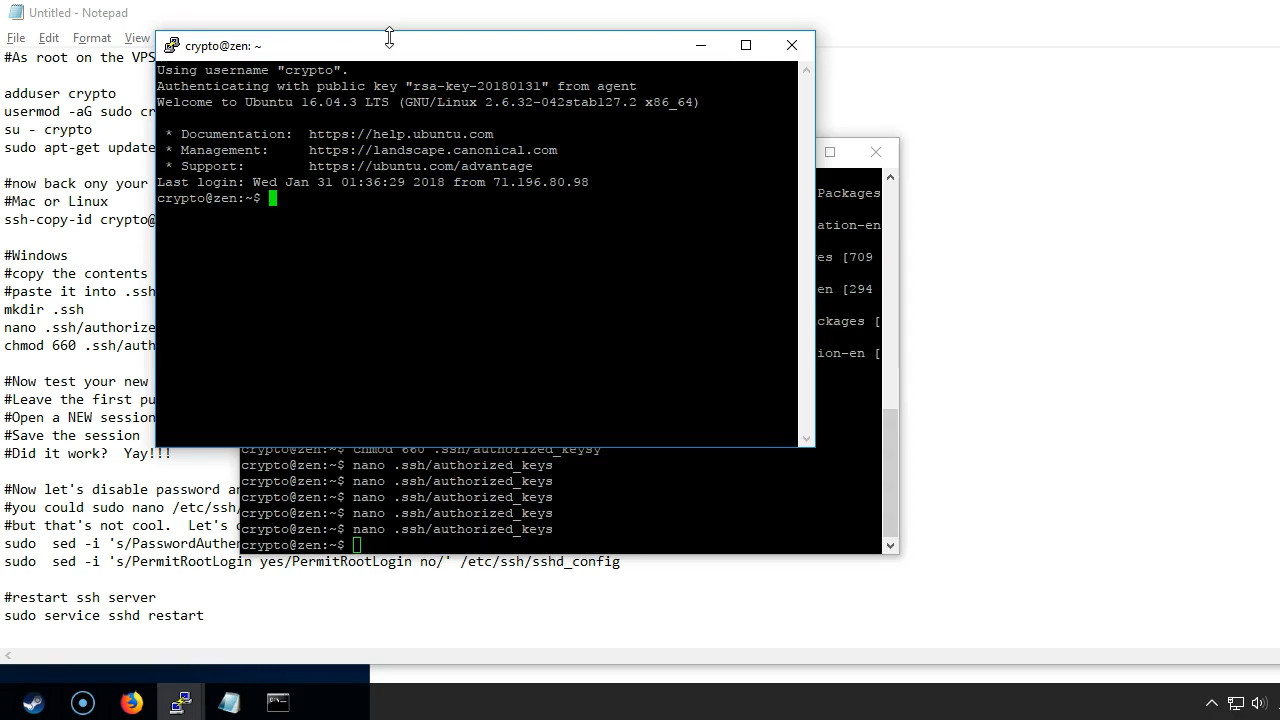 Untitled - Notepad
File Edit Format View
#As root on the VPS
adduser crypto
usermod -aG sudo cr
su - crypto
sudo apt-get update
#now back ony your
#Mac or Linux
ssh-copy-id crypto@
#Windows
#copy the contents
#paste it into .ssh
mkdir .ssh
nano .ssh/authorize
chmod 660 .ssh/auth
#Now test your new
#Leave the first pu
#Open a NEW session
#Save the session
#Did it work?  Yay!!!
#Now let's disable password an
#you could sudo nano /etc/ssh/
#but that's not cool.  Let's
sudo  sed -i 's/PasswordAuthe
sudo  sed -i 's/PermitRootLogin yes/PermitRootLogin no/' /etc/ssh/sshd_config
#restart ssh server
sudo service sshd restart
crypto@zen: ~
Using username "crypto".
Authenticating with public key "rsa-key-20180131" from agent
Welcome to Ubuntu 16.04.3 LTS (GNU/Linux 2.6.32-042stab127.2 x86_64)
* Documentation:  https://help.ubuntu.com
* Management:     https://landscape.canonical.com
* Support:        https://ubuntu.com/advantage
Last login: Wed Jan 31 01:36:29 2018 from 71.196.80.98
crypto@zen:~$
Packages
ation-en
es [709
en [294
ckages [
ion-en [
crypto@zen:~$ chmod 660 .ssh/authorized_keysy
crypto@zen:~$ nano .ssh/authorized_keys
crypto@zen:~$ nano .ssh/authorized_keys
crypto@zen:~$ nano .ssh/authorized_keys
crypto@zen:~$ nano .ssh/authorized_keys
crypto@zen:~$ nano .ssh/authorized_keys
crypto@zen:~$